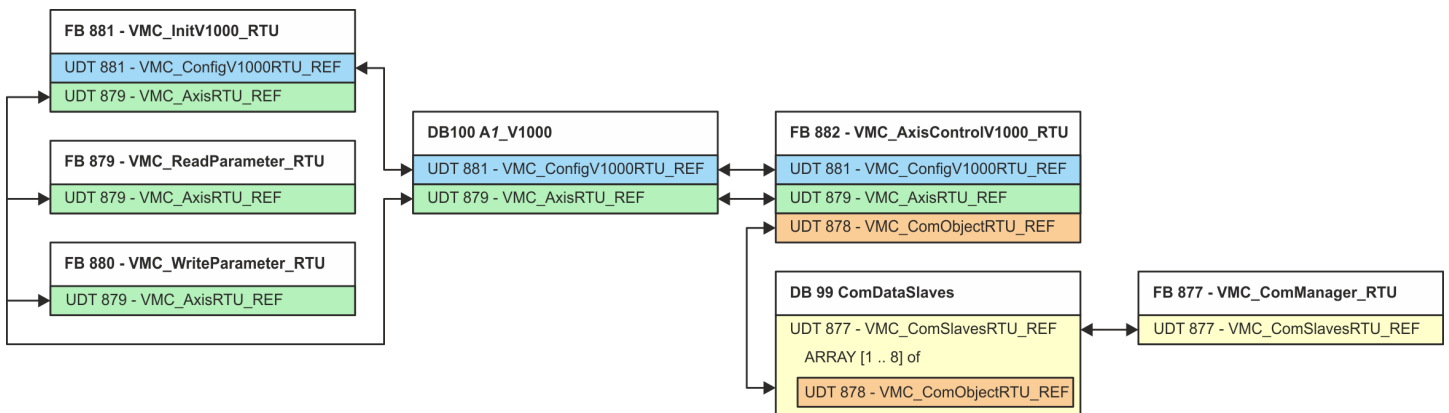 FB 881 - VMC_InitV1000_RTU
UDT 881 - VMC_ConfigV1000RTU_REF
UDT 879 - VMC_AxisRTU_REF
FB 879 - VMC_ReadParameter_RTU
UDT 879 - VMC_AxisRTU_REF
FB 880 - VMC_WriteParameter_RTU
UDT 879 - VMC_AxisRTU_REF
DB100 A1_V1000
UDT 881 - VMC_ConfigV1000RTU_REF
UDT 879 - VMC_AxisRTU_REF
FB 882 - VMC_AxisControlV1000_RTU
UDT 881 - VMC_ConfigV1000RTU_REF
UDT 879 - VMC_AxisRTU_REF
UDT 878 - VMC_ComObjectRTU_REF
DB 99 ComDataSlaves
UDT 877 - VMC_ComSlavesRTU_REF
ARRAY [1 .. 8] of
UDT 878 - VMC_ComObjectRTU_REF
FB 877 - VMC_ComManager_RTU
UDT 877 - VMC_ComSlavesRTU_REF